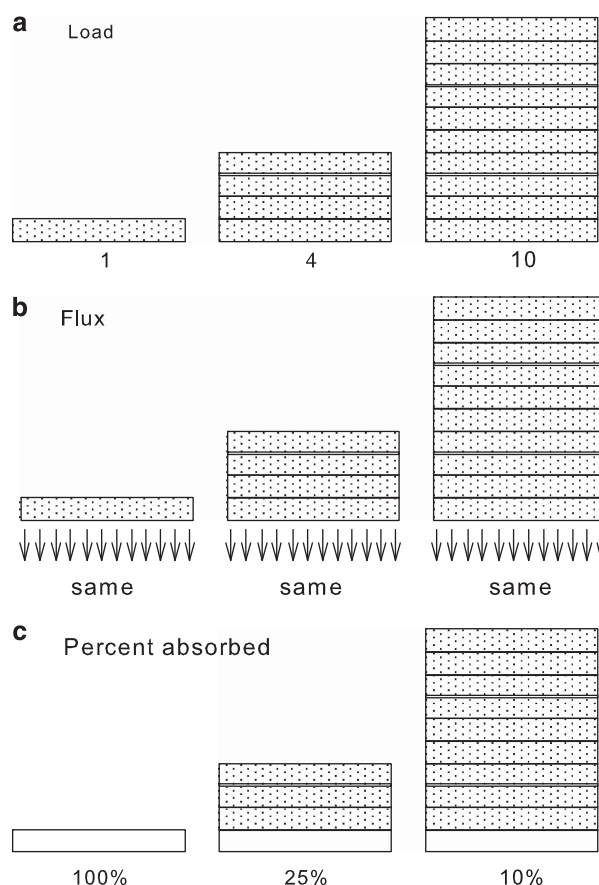 a Load
1 4 10
b Flux
same same same
c Percent absorbed
100% 25% 10%